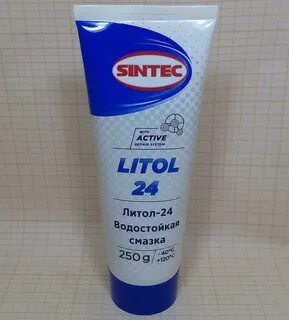 SINTEC
WITH
ACTIVE
REPAIR SYSTEM
LITOL
24
Литол-24
Водостойкая
смазка
250 g
-40°C
+120°C